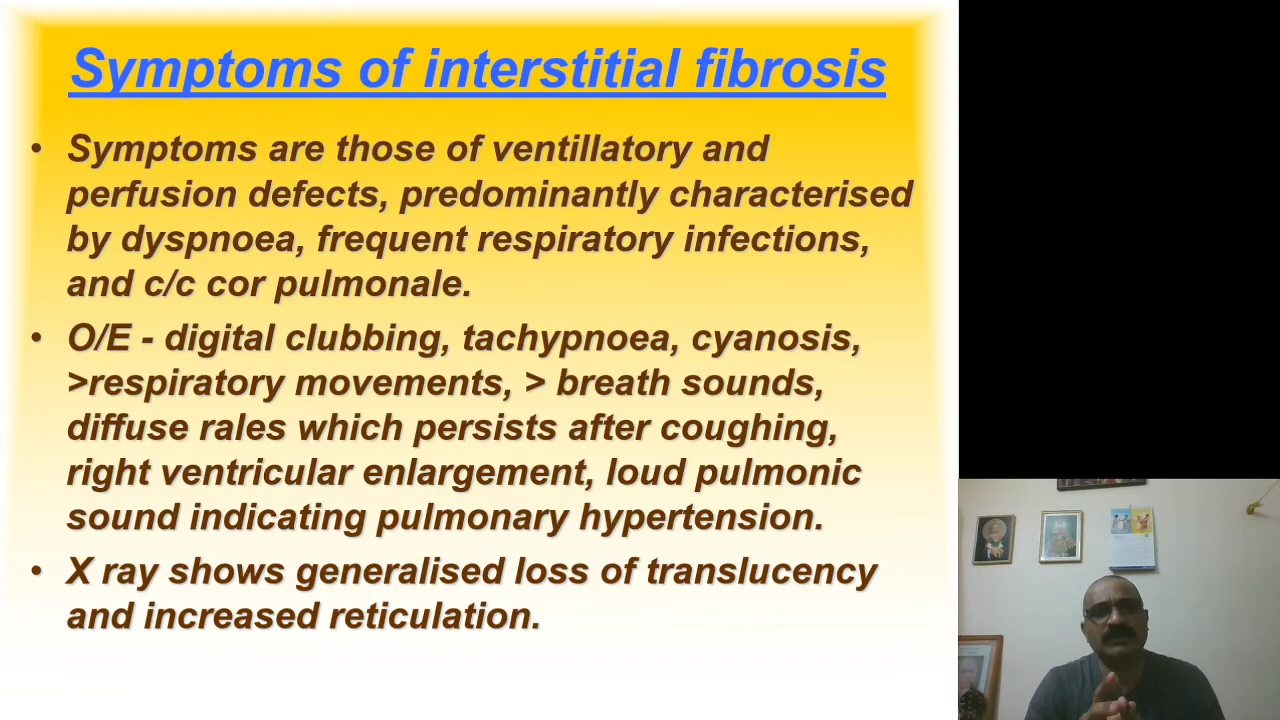 Symptoms of interstitial fibrosis
• Symptoms are those of ventillatory and
perfusion defects, predominantly characterised
by dyspnoea, frequent respiratory infections,
and c/c cor pulmonale.
• O/E - digital clubbing, tachypnoea, cyanosis,
>respiratory movements, > breath sounds,
diffuse rales which persists after coughing,
right ventricular enlargement, loud pulmonic
sound indicating pulmonary hypertension.
• X ray shows generalised loss of translucency
and increased reticulation.